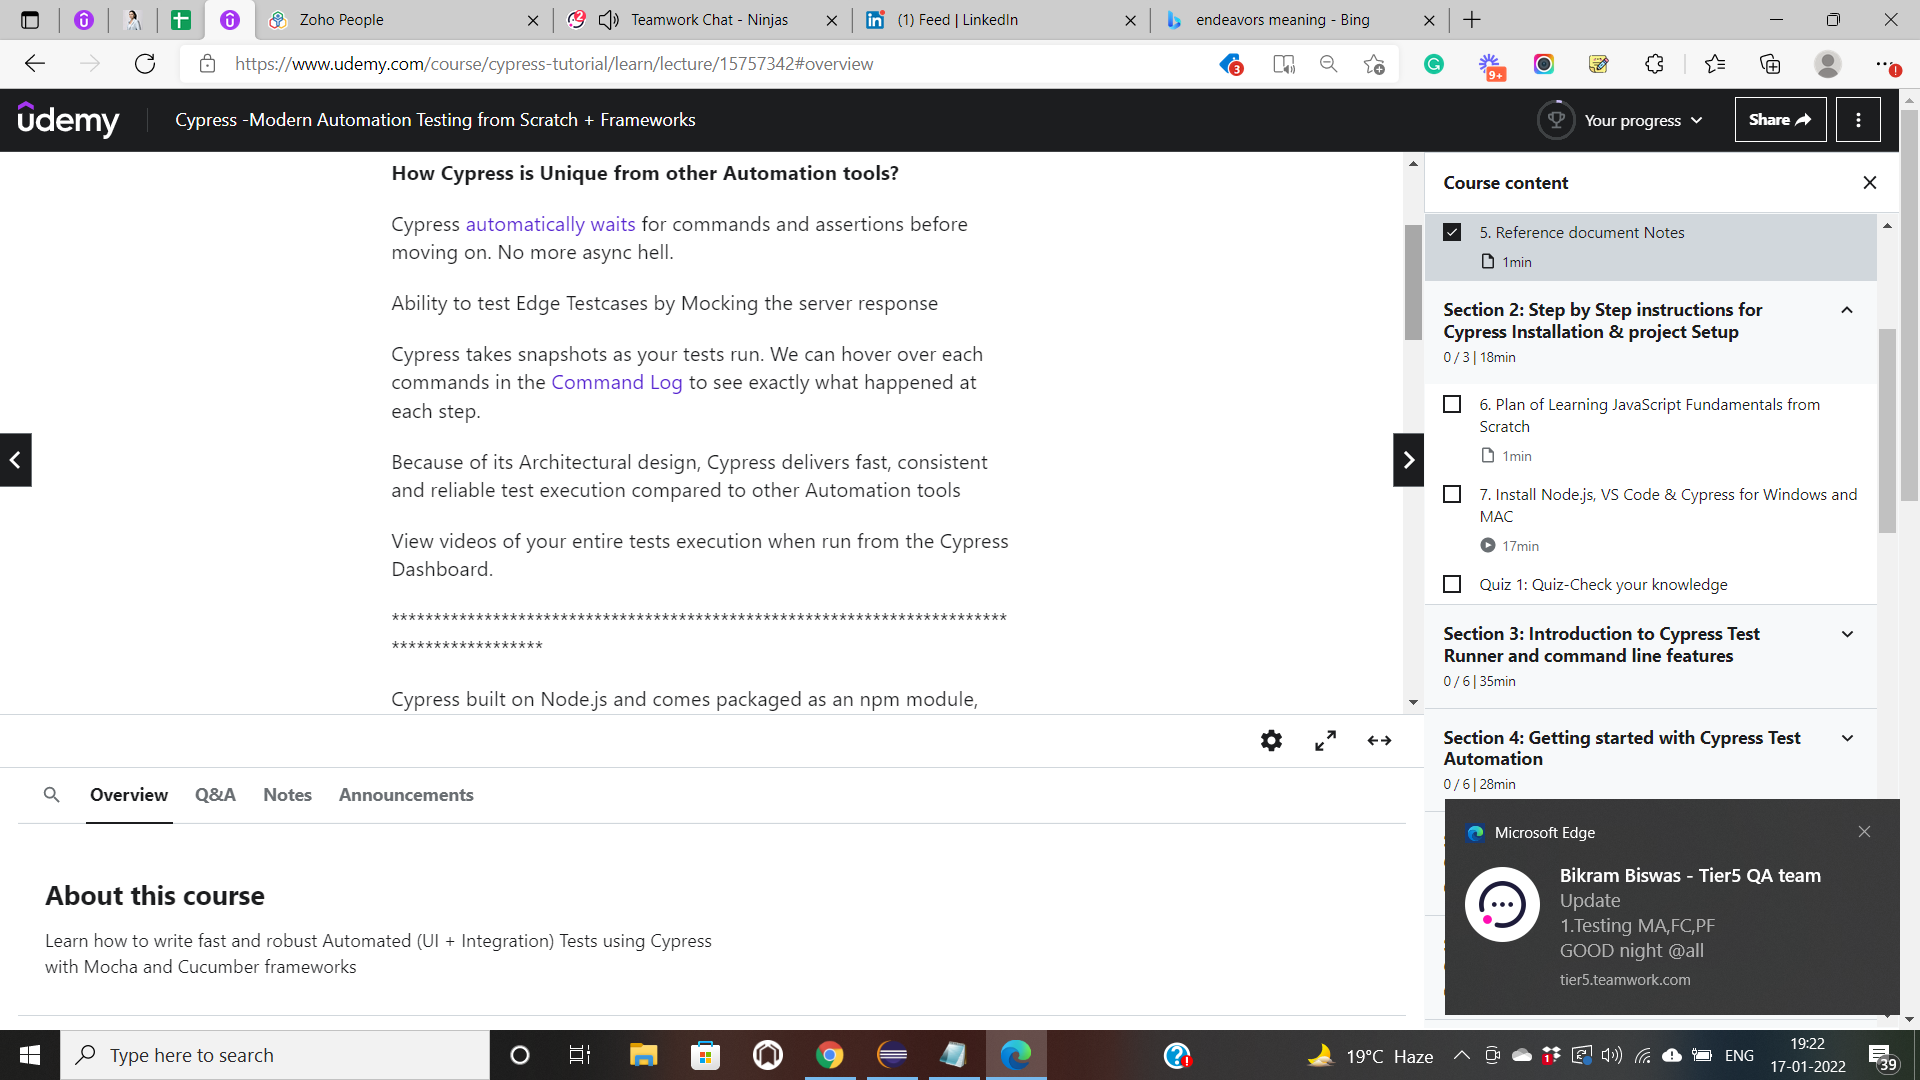 Zoho People
2
Teamwork Chat - Ninjas
(1) Feed | LinkedIn
endeavors meaning - Bing
https://www.udemy.com/course/cypress-tutorial/learn/lecture/15757342#overview
3
9+
udemy
Cypress -Modern Automation Testing from Scratch + Frameworks
Your progress
Share
How Cypress is Unique from other Automation tools?
Cypress automatically waits for commands and assertions before
moving on. No more async hell.
Ability to test Edge Testcases by Mocking the server response
Cypress takes snapshots as your tests run. We can hover over each
commands in the Command Log to see exactly what happened at
each step.
Because of its Architectural design, Cypress delivers fast, consistent
and reliable test execution compared to other Automation tools
View videos of your entire tests execution when run from the Cypress
Dashboard.
*************************************************************************
******************
Cypress built on Node.js and comes packaged as an npm module,
Course content
5. Reference document Notes
1min
Section 2: Step by Step instructions for
Cypress Installation & project Setup
0 / 3 | 18min
6. Plan of Learning JavaScript Fundamentals from
Scratch
1min
7. Install Node.js, VS Code & Cypress for Windows and
MAC
17min
Quiz 1: Quiz-Check your knowledge
Section 3: Introduction to Cypress Test
Runner and command line features
0 / 6 | 35min
Section 4: Getting started with Cypress Test
Automation
0 / 6 | 28min
Overview
Q&A
Notes
Announcements
About this course
Learn how to write fast and robust Automated (UI + Integration) Tests using Cypress
with Mocha and Cucumber frameworks
Microsoft Edge
Bikram Biswas - Tier5 QA team
Update
1.Testing MA,FC,PF
GOOD night @all
tier5.teamwork.com
Type here to search
19°C Haze
1
ENG
19:22
17-01-2022
39